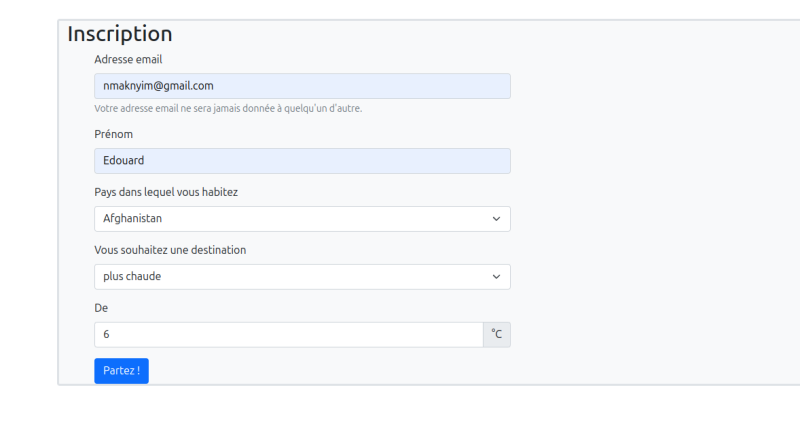 Inscription
Adresse email
nmaknyim@gmail.com
Votre adresse email ne sera jamais donnée à quelqu'un d'autre.
Prénom
Edouard
Pays dans lequel vous habitez
Afghanistan
Vous souhaitez une destination
plus chaude
De
6 °C
Partez !